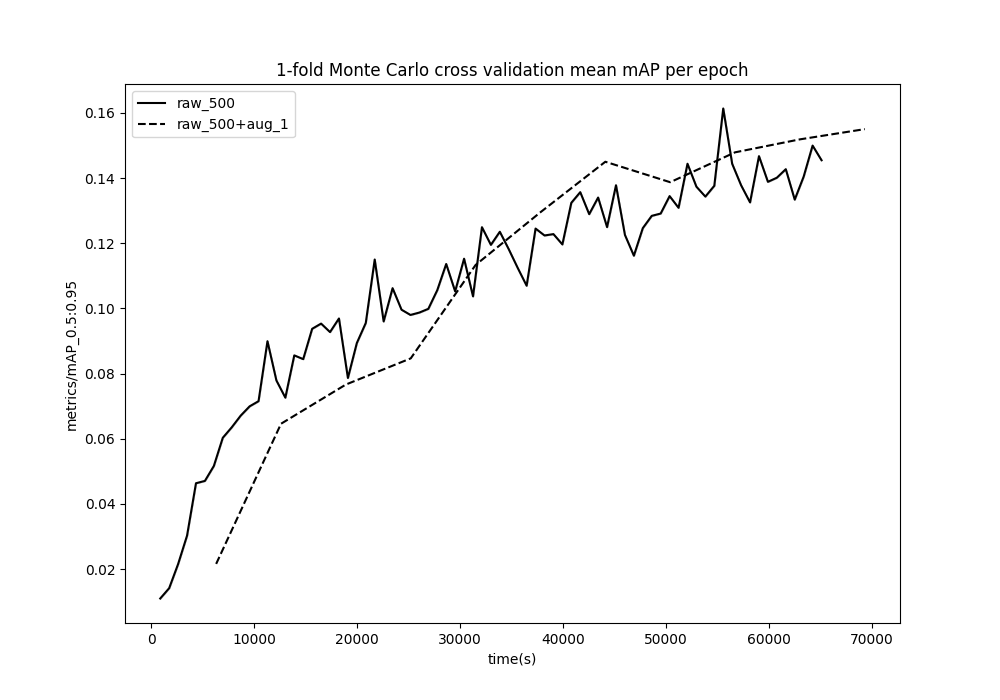 1-fold Monte Carlo cross validation mean mAP per epoch
raw_500
raw_500+aug_1
metrics/mAP_0.5:0.95
0.16
0.14
0.12
0.10
0.08
0.06
0.04
0.02
0 10000 20000 30000 40000 50000 60000 70000
time(s)